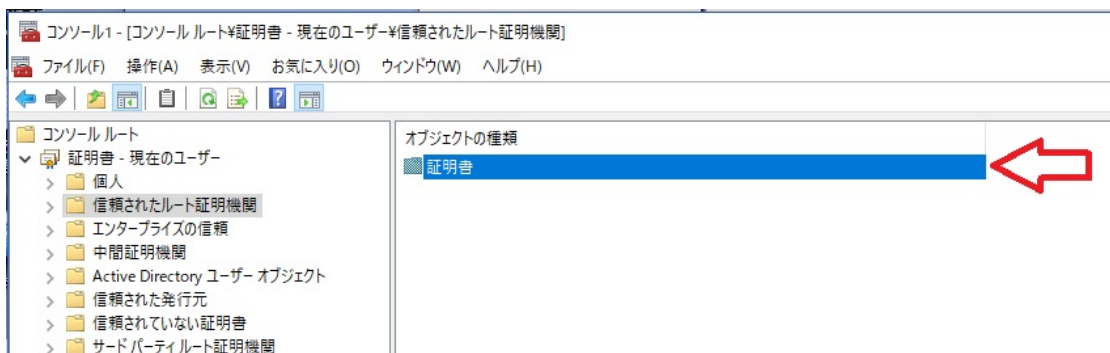 コンソール1 - [コンソール ルート¥証明書 - 現在のユーザー¥信頼されたルート証明機関]
ファイル(F) 操作(A) 表示(V) お気に入り(O) ウィンドウ(W) ヘルプ(H)
コンソール ルート
証明書 - 現在のユーザー
個人
信頼されたルート証明機関
エンタープライズの信頼
中間証明機関
Active Directory ユーザー オブジェクト
信頼された発行元
信頼されていない証明書
サードパーティ ルート証明機関
オブジェクトの種類
証明書